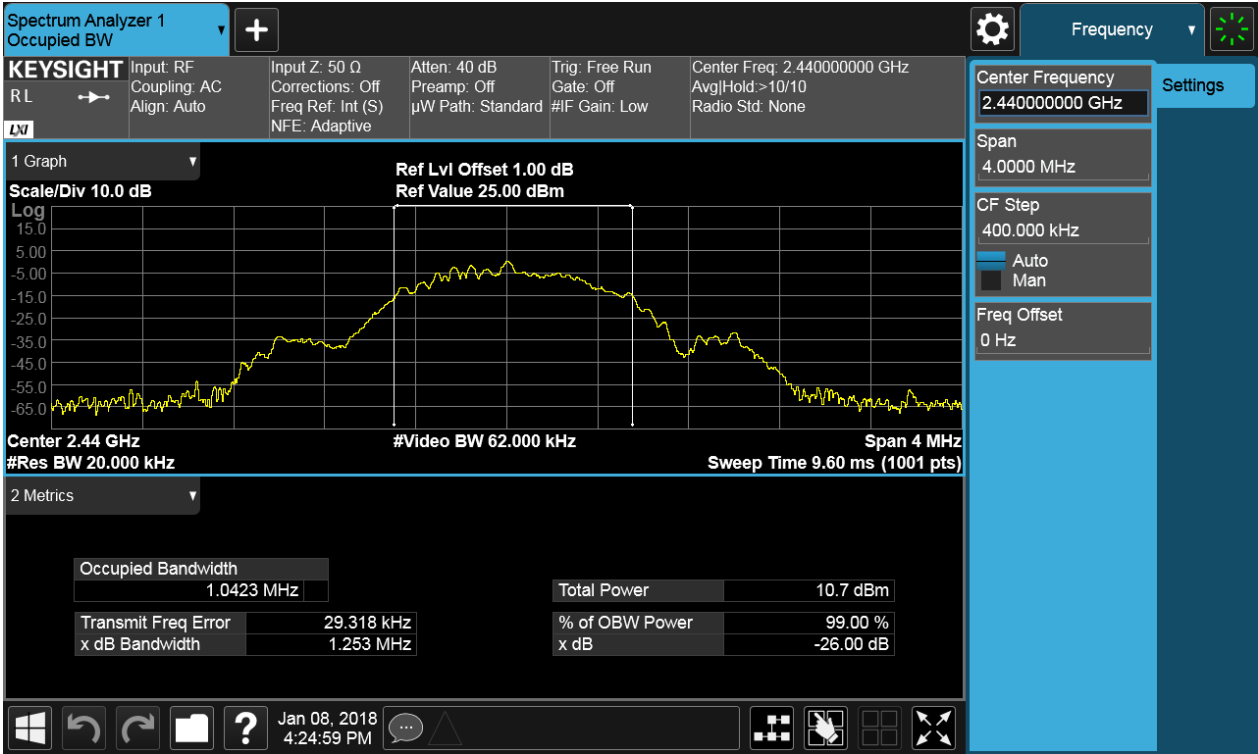 Spectrum Analyzer 1
Occupied BW
Frequency
KEYSIGHT
R L
LXI
Input: RF
Coupling: AC
Align: Auto
Input Z: 50 Ω
Corrections: Off
Freq Ref: Int (S)
NFE: Adaptive
Atten: 40 dB
Preamp: Off
µW Path: Standard
Trig: Free Run
Gate: Off
#IF Gain: Low
Center Freq: 2.440000000 GHz
Avg|Hold:>10/10
Radio Std: None
Center Frequency
2.440000000 GHz
Settings
Span
4.0000 MHz
CF Step
400.000 kHz
Auto
Man
Freq Offset
0 Hz
1 Graph
Ref Lvl Offset 1.00 dB
Scale/Div 10.0 dB
Ref Value 25.00 dBm
Log
15.0
5.00
-5.00
-15.0
-25.0
-35.0
-45.0
-55.0
-65.0
Center 2.44 GHz
#Video BW 62.000 kHz
Span 4 MHz
#Res BW 20.000 kHz
Sweep Time 9.60 ms (1001 pts)
2 Metrics
Occupied Bandwidth
1.0423 MHz
Total Power 10.7 dBm
Transmit Freq Error 29.318 kHz
% of OBW Power 99.00 %
x dB Bandwidth 1.253 MHz
x dB -26.00 dB
?
Jan 08, 2018
4:24:59 PM